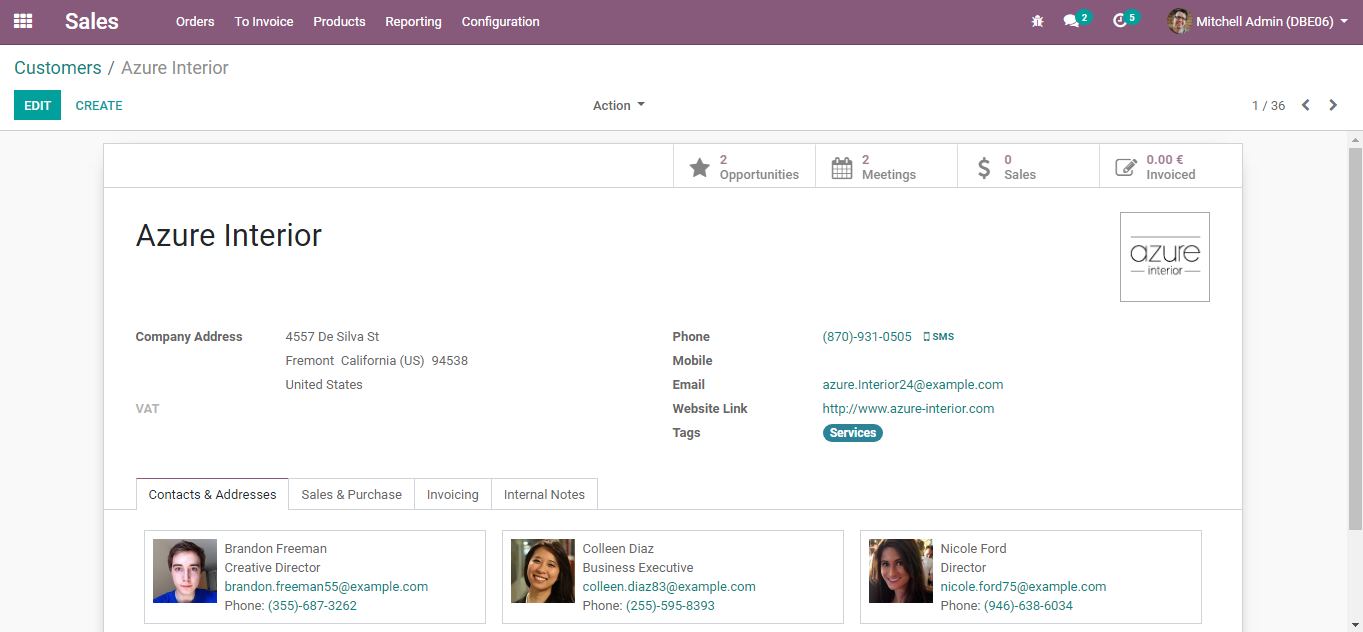 Sales Orders To Invoice Products Reporting Configuration 2 5 Mitchell Admin (DBE06)
Customers / Azure Interior
EDIT CREATE Action 1 / 36
2 Opportunities
2 Meetings
$ 0 Sales
0.00 € Invoiced
Azure Interior
azure
interior
Company Address 4557 De Silva St
Fremont California (US) 94538
United States
VAT
Phone (870)-931-0505 SMS
Mobile
Email azure.Interior24@example.com
Website Link http://www.azure-interior.com
Tags Services
Contacts & Addresses Sales & Purchase Invoicing Internal Notes
Brandon Freeman
Creative Director
brandon.freeman55@example.com
Phone: (355)-687-3262
Colleen Diaz
Business Executive
colleen.diaz83@example.com
Phone: (255)-595-8393
Nicole Ford
Director
nicole.ford75@example.com
Phone: (946)-638-6034